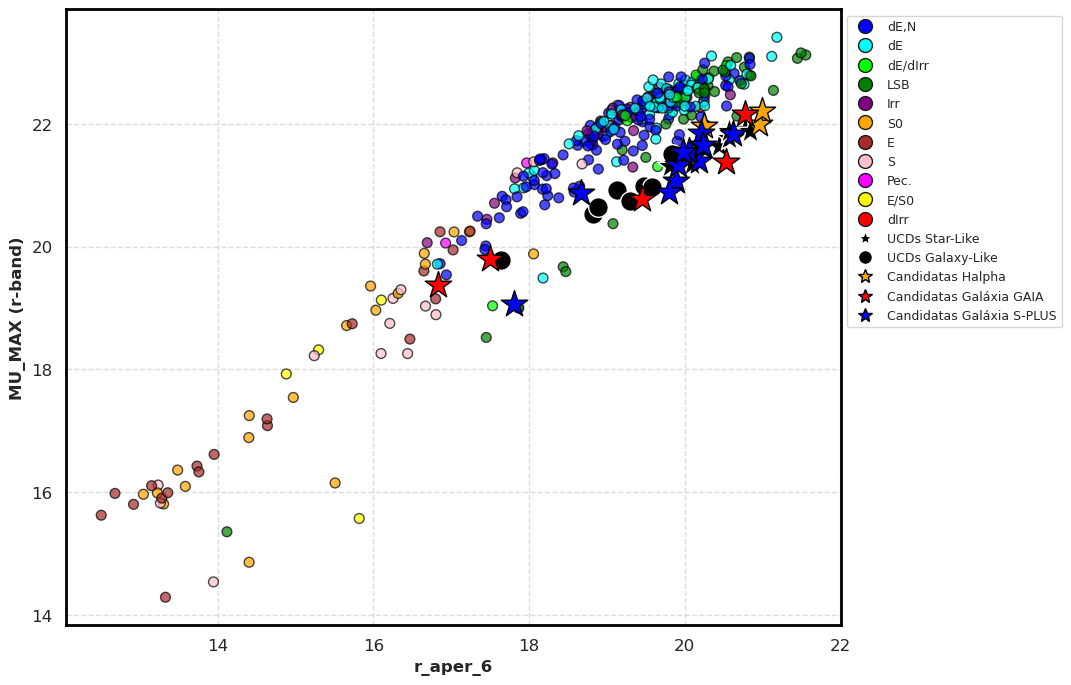 MU_MAX (r-band)
22
20
18
16
14
14 16 18 20 22
r_aper_6
dE,N
dE
dE/dIrr
LSB
Irr
S0
E
S
Pec.
E/S0
dIrr
UCDs Star-Like
UCDs Galaxy-Like
Candidatas Halpha
Candidatas Galáxia GAIA
Candidatas Galáxia S-PLUS